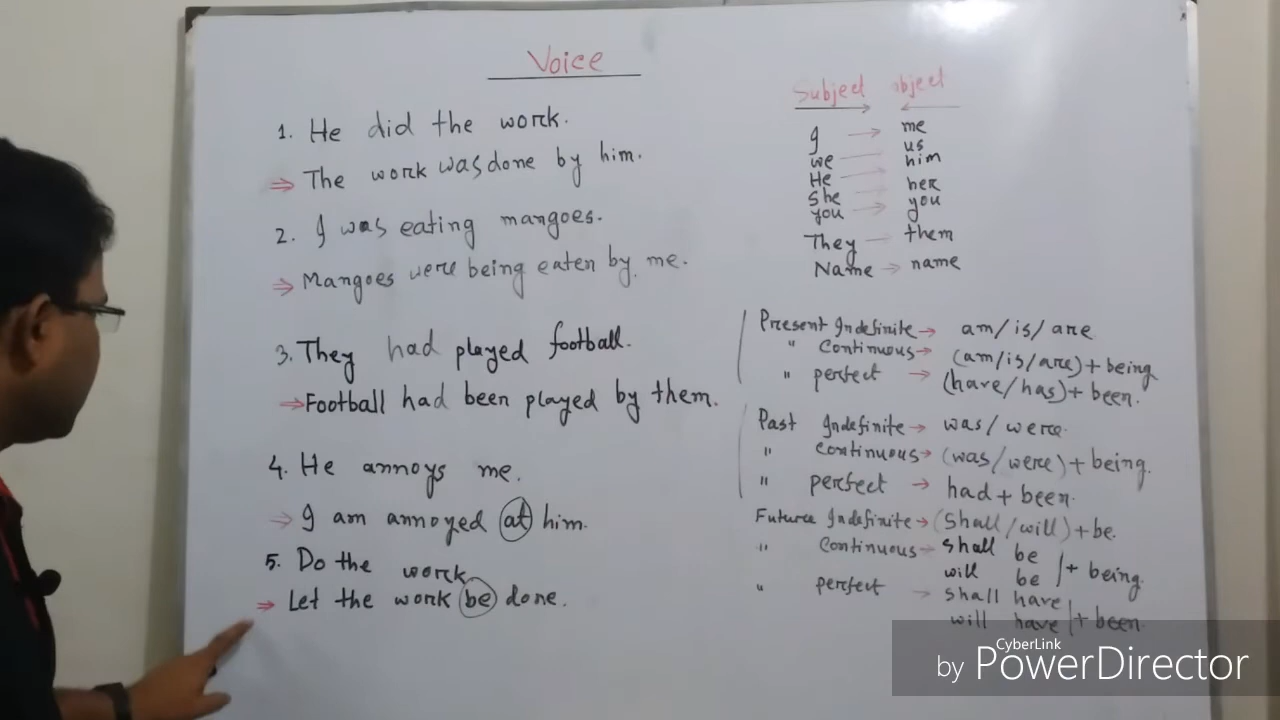 Voice
1. He did the work.
⇒ The work was done by him.
2. I was eating mangoes.
⇒ Mangoes were being eaten by me.
3. They had played football.
⇒ Football had been played by them.
4. He annoys me.
⇒ I am annoyed at him.
5. Do the work
⇒ Let the work be done.
Subject object
I → me
we us
He him
She her
you → you
They them
Name → name
Present Indefinite → am/is/are
" continuous → (am/is/are) + being
" perfect → (have/has) + been.
Past Indefinite → was/were.
" continuous → (was/were) + being.
" perfect → had + been.
Future Indefinite → (Shall/will) + be.
" continuous → shall be
will be + being.
" perfect → shall have
will have + been
CyberLink
by PowerDirector